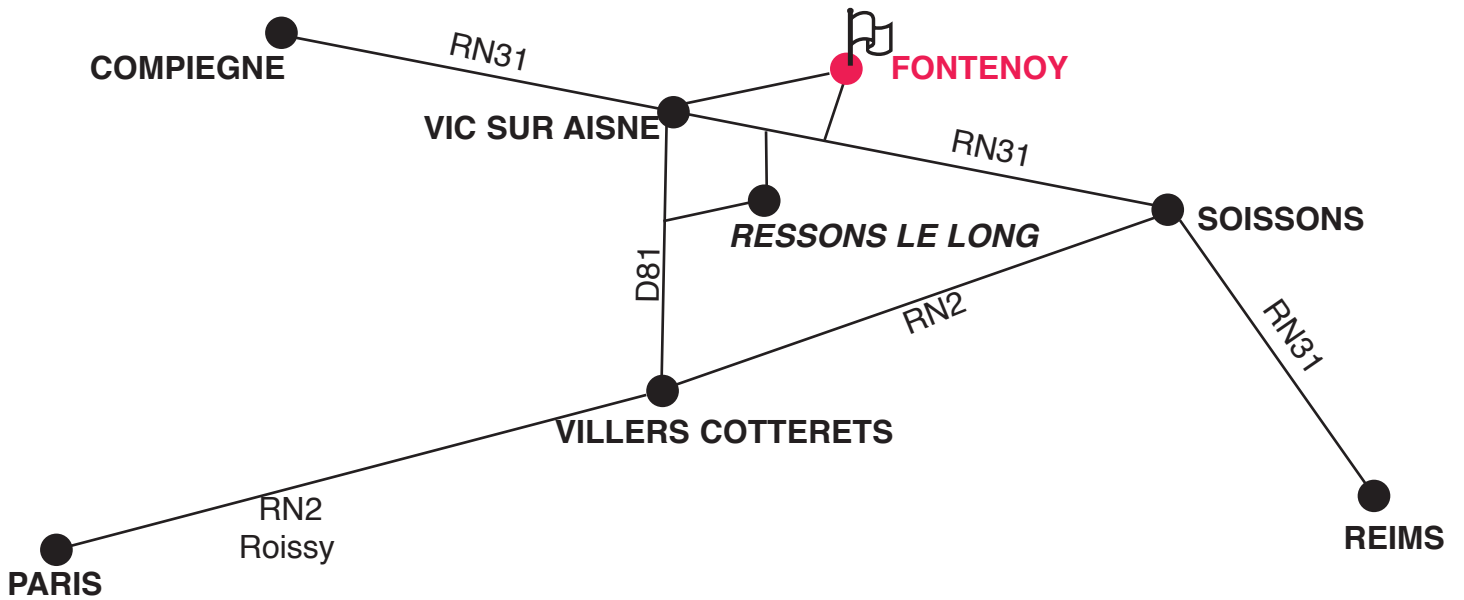 RN31
COMPIEGNE
FONTENOY
VIC SUR AISNE
RN31
SOISSONS
RESSONS LE LONG
D81
RN2
RN31
VILLERS COTTERETS
RN2
Roissy
REIMS
PARIS